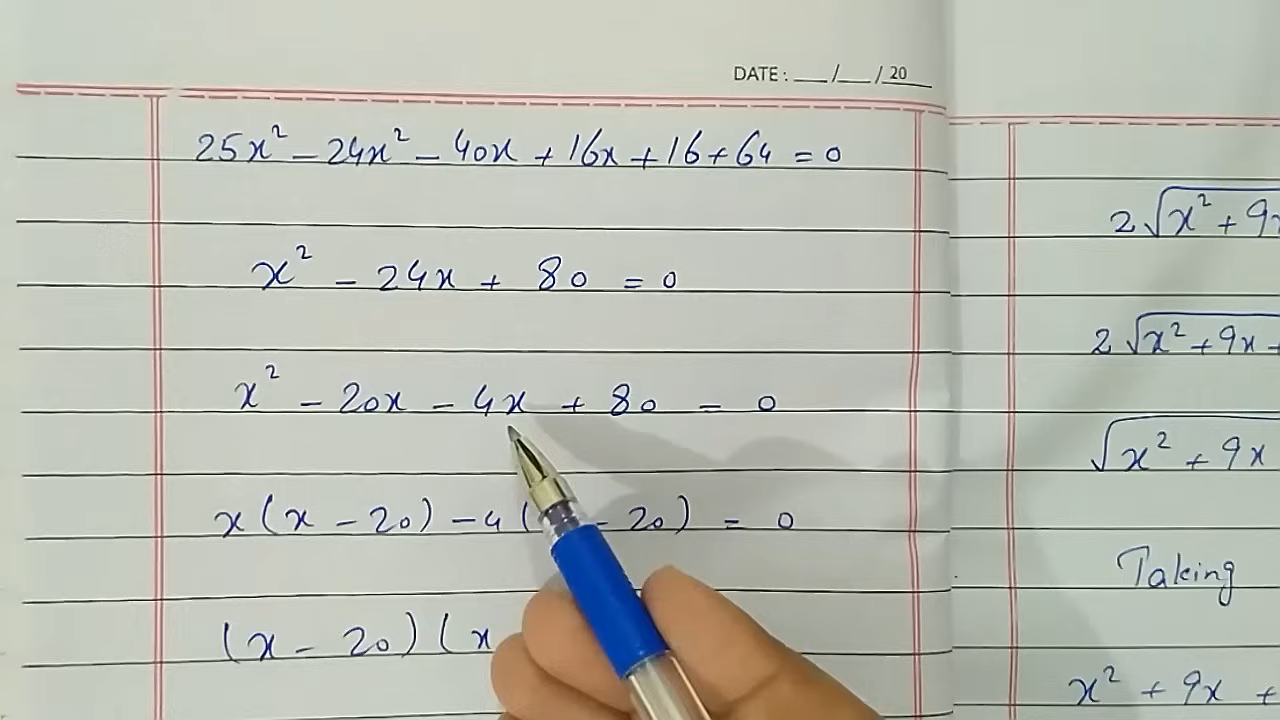 DATE : ___ /___ / 20
25x² - 24x² - 40x + 16x + 16 + 64 = 0
x² - 24x + 80 = 0
x² - 20x - 4x + 80 = 0
x(x - 20) - 4( - 20) = 0
(x - 20)(x
2√x² + 9x
2√x² + 9x +
√x² + 9x
Taking
x² + 9x +